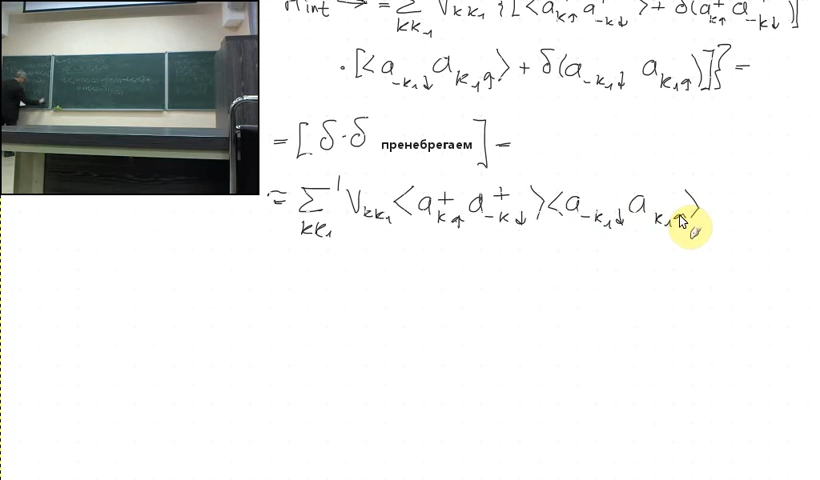 H_int → = ∑_{kk₁} V_{kk₁} {[<a⁺_{k↑} a⁺_{-k↓}> + δ(a⁺_{k↑} a⁺_{-k↓})]
· [<a_{-k₁↓} a_{k₁↑}> + δ(a_{-k₁↓} a_{k₁↑})]} =
= [δ·δ пренебрегаем] =
≈ ∑'_{kk₁} V_{kk₁} <a⁺_{k↑} a⁺_{-k↓}><a_{-k₁↓} a_{k₁↑}>